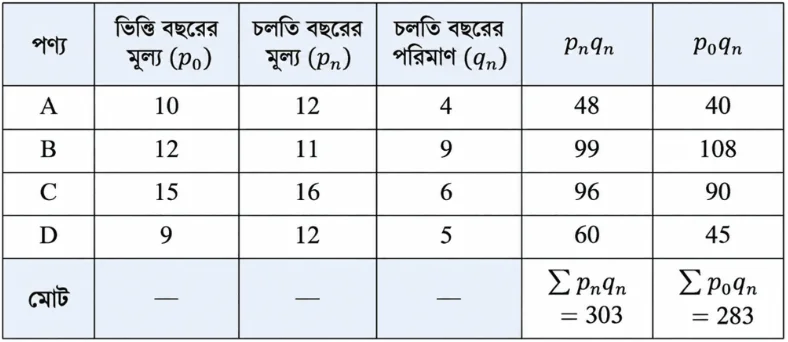 পণ্য | ভিত্তি বছরের মূল্য (p₀) | চলতি বছরের মূল্য (pₙ) | চলতি বছরের পরিমাণ (qₙ) | pₙqₙ | p₀qₙ
A | 10 | 12 | 4 | 48 | 40
B | 12 | 11 | 9 | 99 | 108
C | 15 | 16 | 6 | 96 | 90
D | 9 | 12 | 5 | 60 | 45
মোট | — | — | — | ∑ pₙqₙ = 303 | ∑ p₀qₙ = 283